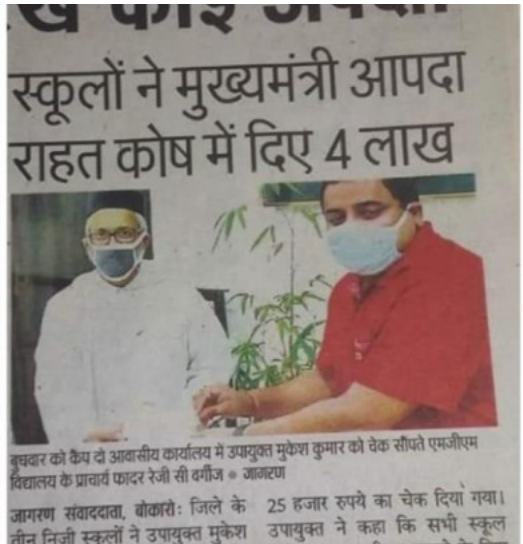 स्कूलों ने मुख्यमंत्री आपदा
राहत कोष में दिए 4 लाख
बुधवार को कैंप दो आवासीय कार्यालय में उपायुक्त मुकेश कुमार को चेक सौंपते एमजीएम
विद्यालय के प्राचार्य फादर रेजी सी वर्गीज ● जागरण
जागरण संवाददाता, बोकारो: जिले के
तीन निजी स्कूलों ने उपायुक्त मुकेश
25 हजार रुपये का चेक दिया गया।
उपायुक्त ने कहा कि सभी स्कूल